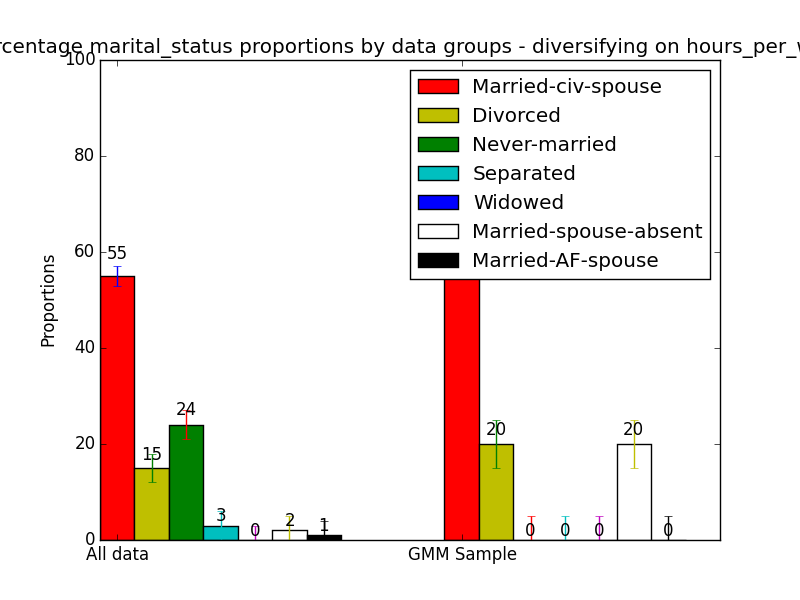 rcentage marital_status proportions by data groups - diversifying on hours_per_w
100
80
60
40
20
0
Proportions
Married-civ-spouse
Divorced
Never-married
Separated
Widowed
Married-spouse-absent
Married-AF-spouse
55
15
24
3
0
2
1
20
0
0
0
20
0
All data
GMM Sample